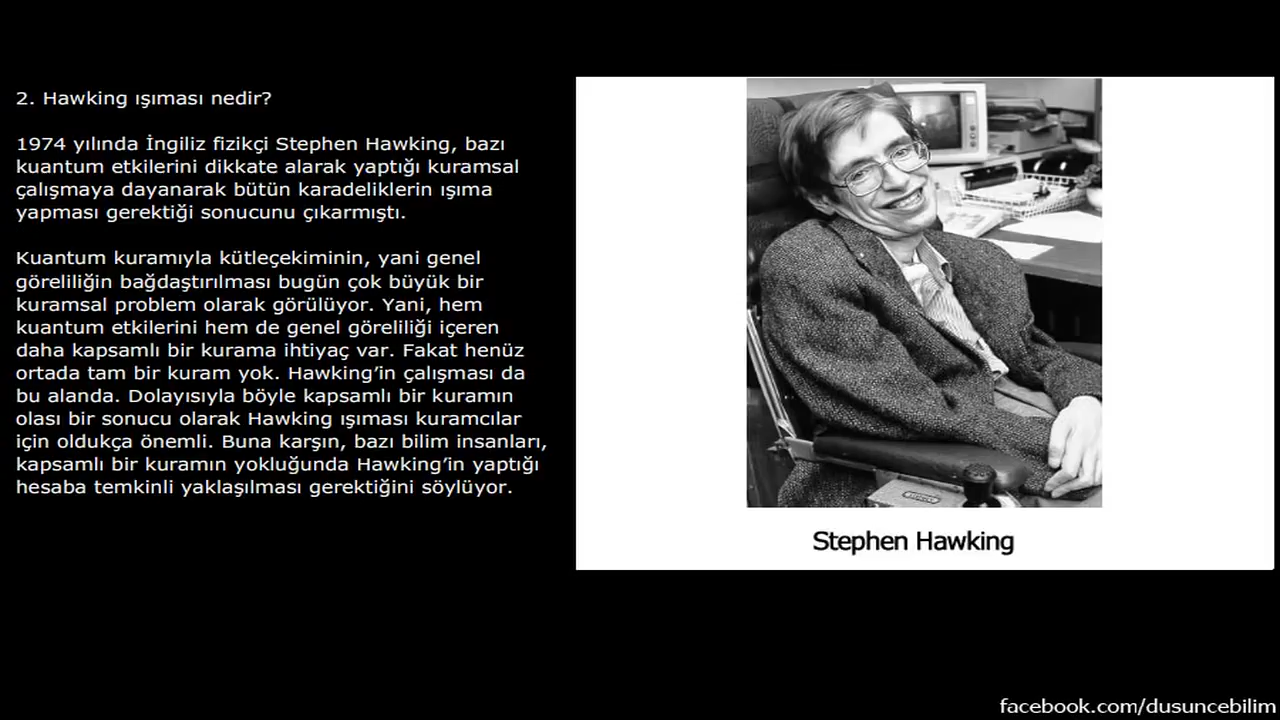 2. Hawking ışıması nedir?
1974 yılında İngiliz fizikçi Stephen Hawking, bazı
kuantum etkilerini dikkate alarak yaptığı kuramsal
çalışmaya dayanarak bütün karadeliklerin ışıma
yapması gerektiği sonucunu çıkarmıştı.
Kuantum kuramıyla kütleçekiminin, yani genel
göreliliğin bağdaştırılması bugün çok büyük bir
kuramsal problem olarak görülüyor. Yani, hem
kuantum etkilerini hem de genel göreliliği içeren
daha kapsamlı bir kurama ihtiyaç var. Fakat henüz
ortada tam bir kuram yok. Hawking’in çalışması da
bu alanda. Dolayısıyla böyle kapsamlı bir kuramın
olası bir sonucu olarak Hawking ışıması kuramcılar
için oldukça önemli. Buna karşın, bazı bilim insanları,
kapsamlı bir kuramın yokluğunda Hawking’in yaptığı
hesaba temkinli yaklaşılması gerektiğini söylüyor.
Stephen Hawking
facebook.com/dusuncebilim